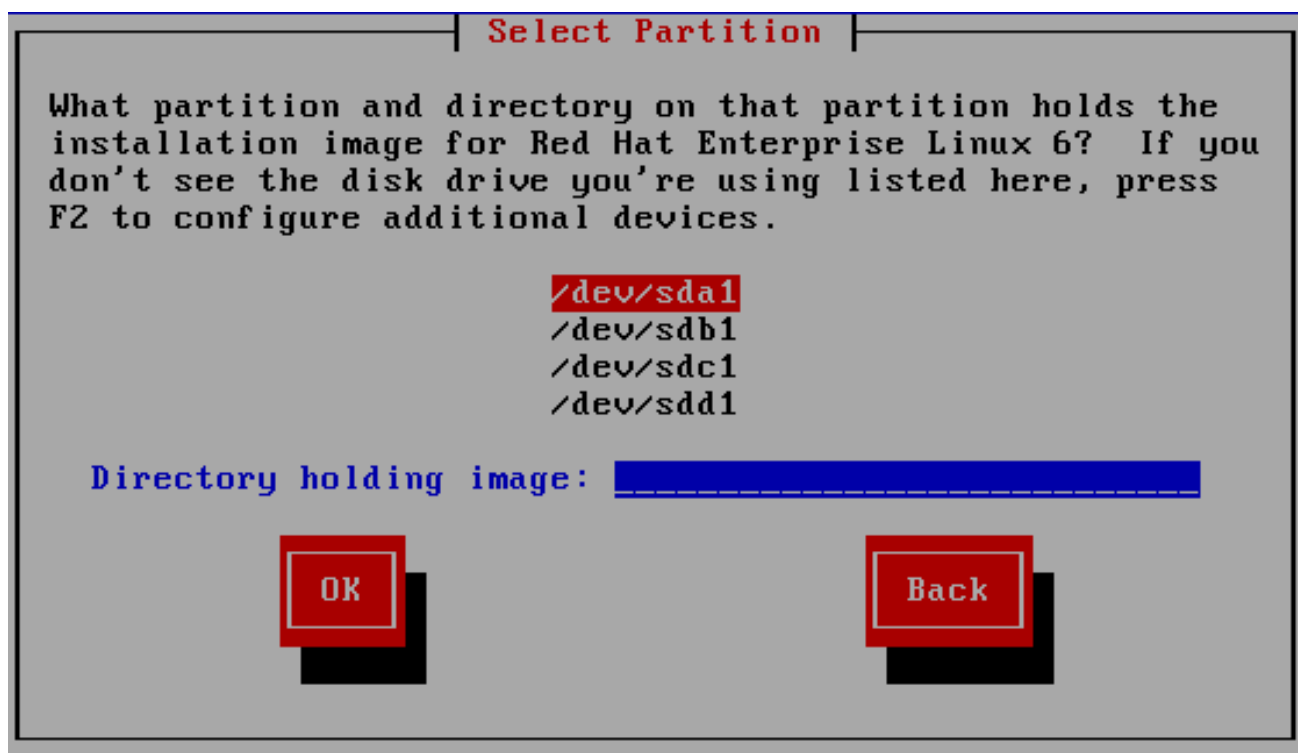 Select Partition
What partition and directory on that partition holds the
installation image for Red Hat Enterprise Linux 6?  If you
don't see the disk drive you're using listed here, press
F2 to configure additional devices.
/dev/sda1
/dev/sdb1
/dev/sdc1
/dev/sdd1
Directory holding image: ____________________________
OK Back